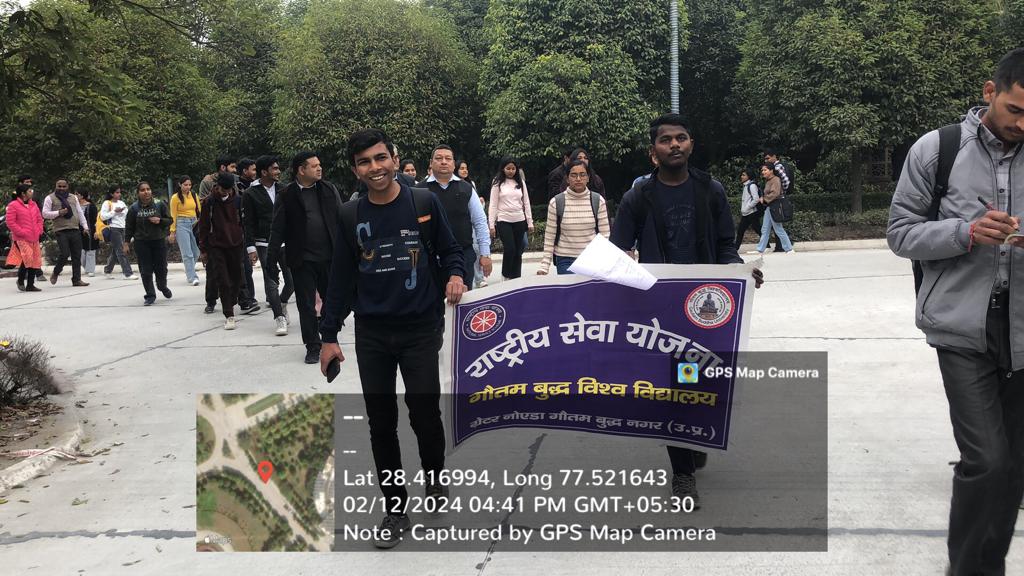 राष्ट्रीय सेवा योजना
गौतम बुद्ध विश्व विद्यालय
ग्रेटर नोएडा गौतम बुद्ध नगर (उ.प्र.)
GPS Map Camera
--
--
Lat 28.416994, Long 77.521643
02/12/2024 04:41 PM GMT+05:30
Note : Captured by GPS Map Camera